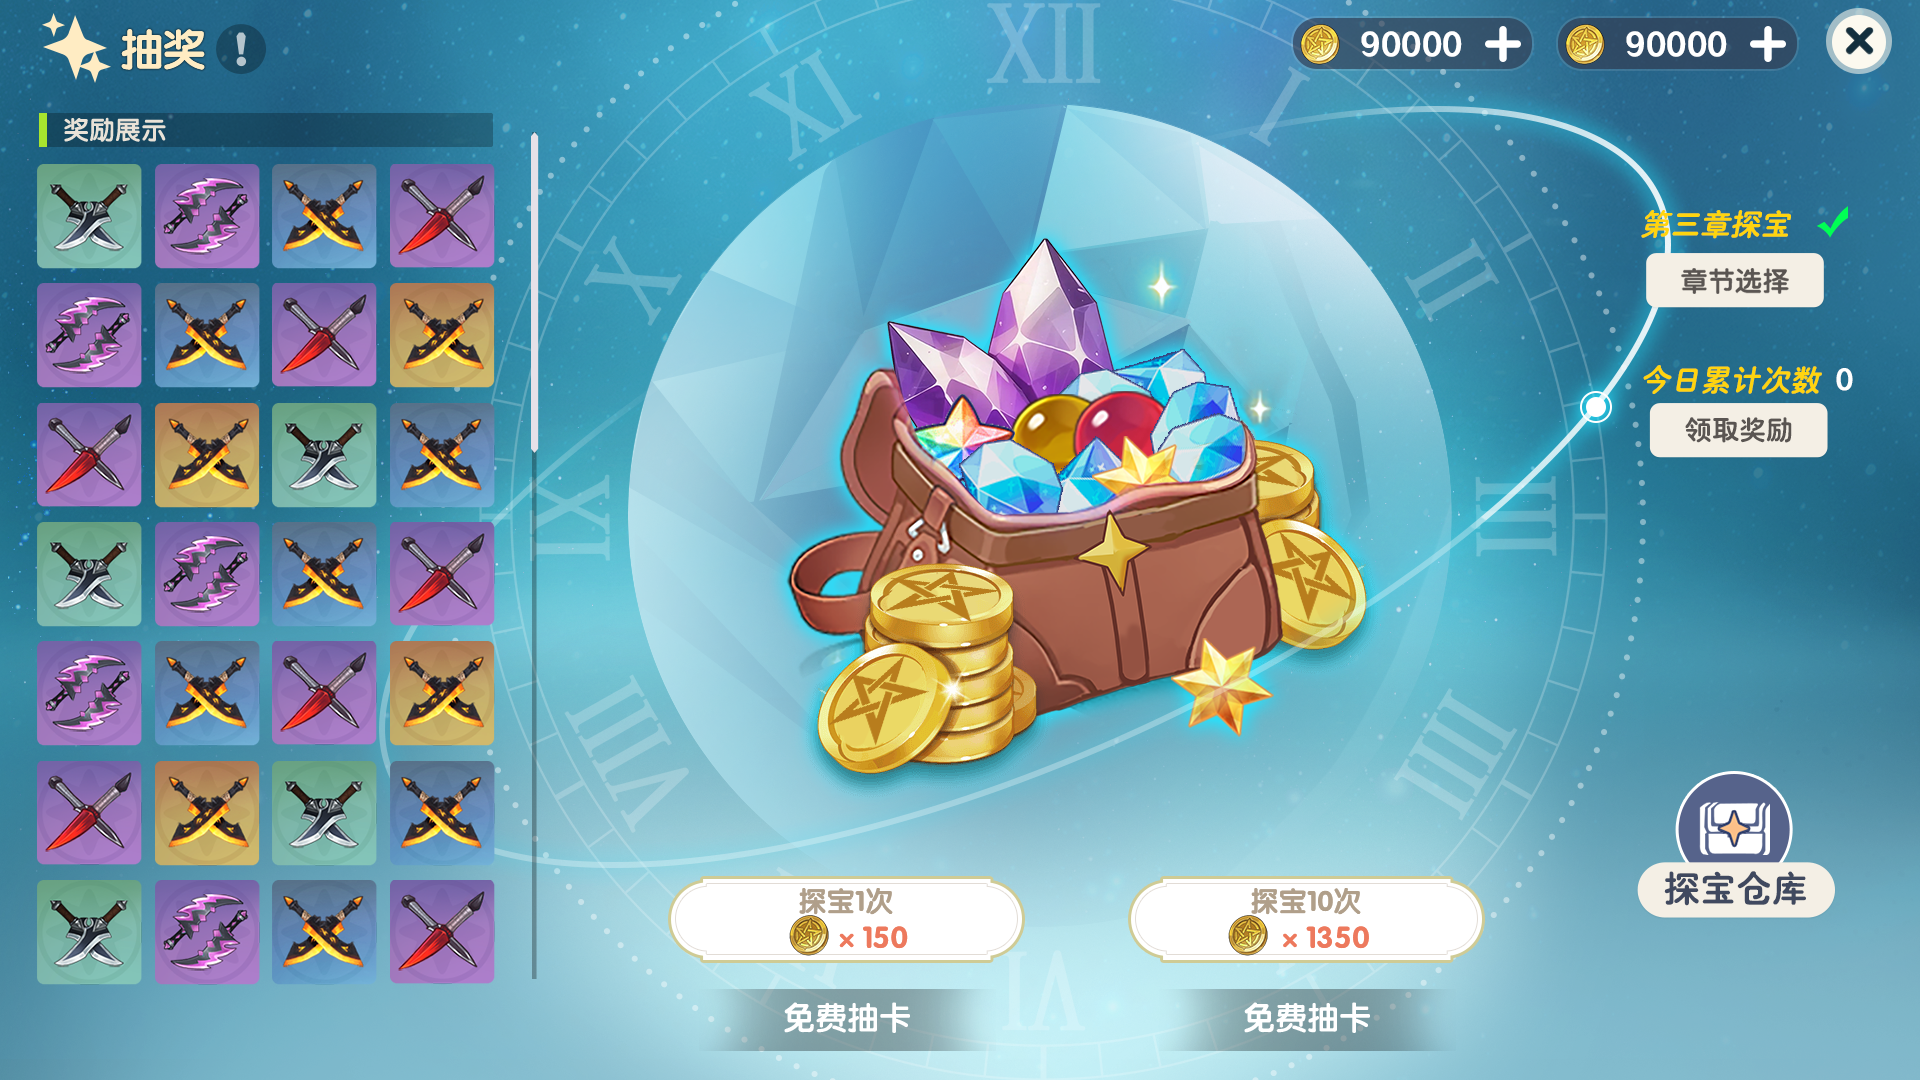 抽奖
90000
90000
奖励展示
第三章探宝
章节选择
今日累计次数 0
领取奖励
探宝仓库
探宝1次
× 150
探宝10次
× 1350
免费抽卡
免费抽卡
XII
I
II
III
IIII
VI
VIII
IX
X
XI